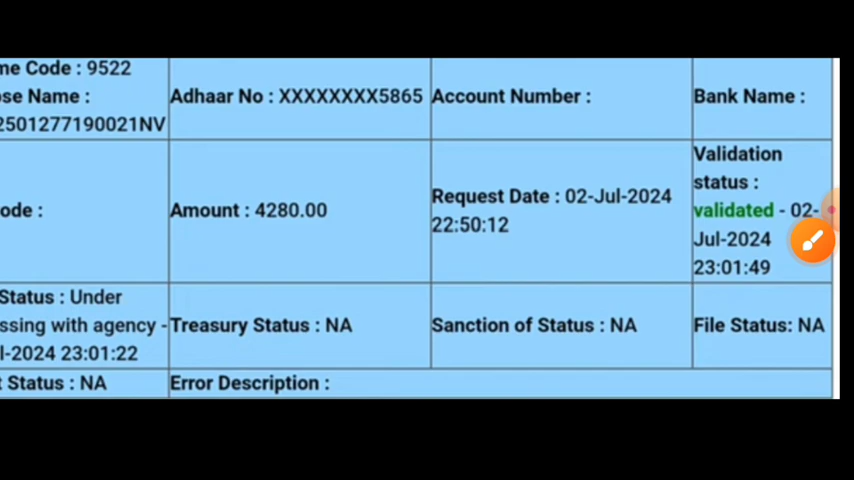 me Code : 9522
ose Name :
2501277190021NV
Adhaar No : XXXXXXXX5865
Account Number :
Bank Name :
ode :
Amount : 4280.00
Request Date : 02-Jul-2024
22:50:12
Validation
status :
validated - 02-
Jul-2024
23:01:49
Status : Under
ssing with agency -
l-2024 23:01:22
Treasury Status : NA
Sanction of Status : NA
File Status: NA
t Status : NA
Error Description :